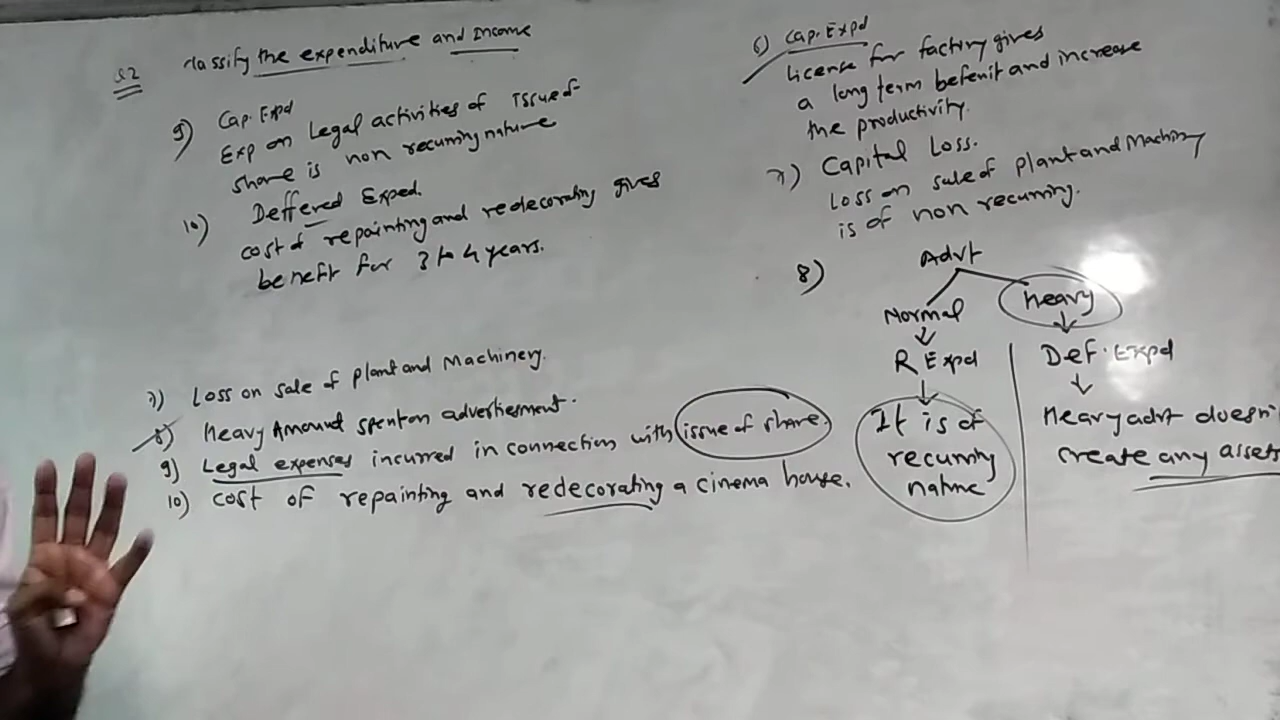 S2 classify the expenditure and Income
9) Cap. Expd
Exp on Legal activities of Issue of
share is non recurring nature
10) Deffered Exped.
cost of repainting and redecorating gives
benefit for 3 to 4 years.
7) Loss on sale of plant and Machinery.
8) Heavy Amount spent on advertiesment.
9) Legal expenses incurred in connection with issue of share.
10) cost of repainting and redecorating a cinema house.
6) Cap. Expd
License for factory gives
a long term befenit and increase
the productivity.
7) Capital Loss.
Loss on sale of plant and Machinery
is of non recurring.
8) Advt
Normal
R Expd
It is of
recurring
nature
Heavy
Def. Expd
Heavy advt doesn't
create any assets